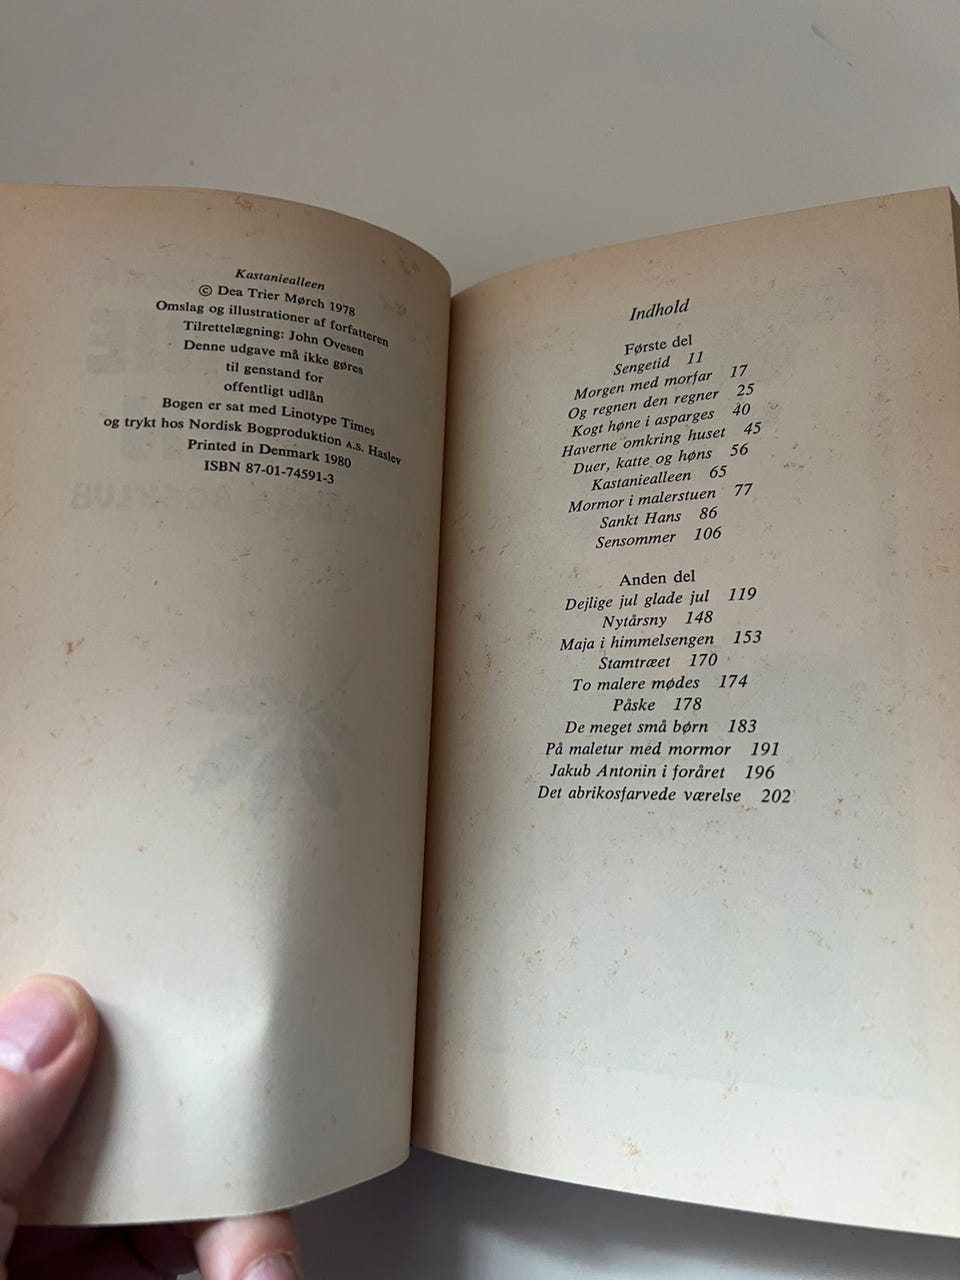 Kastaniealleen
© Dea Trier Mørch 1978
Omslag og illustrationer af forfatteren
Tilrettelægning: John Ovesen
Denne udgave må ikke gøres
til genstand for
offentligt udlån
Bogen er sat med Linotype Times
og trykt hos Nordisk Bogproduktion A.S. Haslev
Printed in Denmark 1980
ISBN 87-01-74591-3
Indhold
Første del
Sengetid 11
Morgen med morfar 17
Og regnen den regner 25
Kogt høne i asparges 40
Haverne omkring huset 45
Duer, katte og høns 56
Kastaniealleen 65
Mormor i malerstuen 77
Sankt Hans 86
Sensommer 106
Anden del
Dejlige jul glade jul 119
Nytårsny 148
Maja i himmelsengen 153
Stamtræet 170
To malere mødes 174
Påske 178
De meget små børn 183
På maletur med mormor 191
Jakub Antonin i foråret 196
Det abrikosfarvede værelse 202